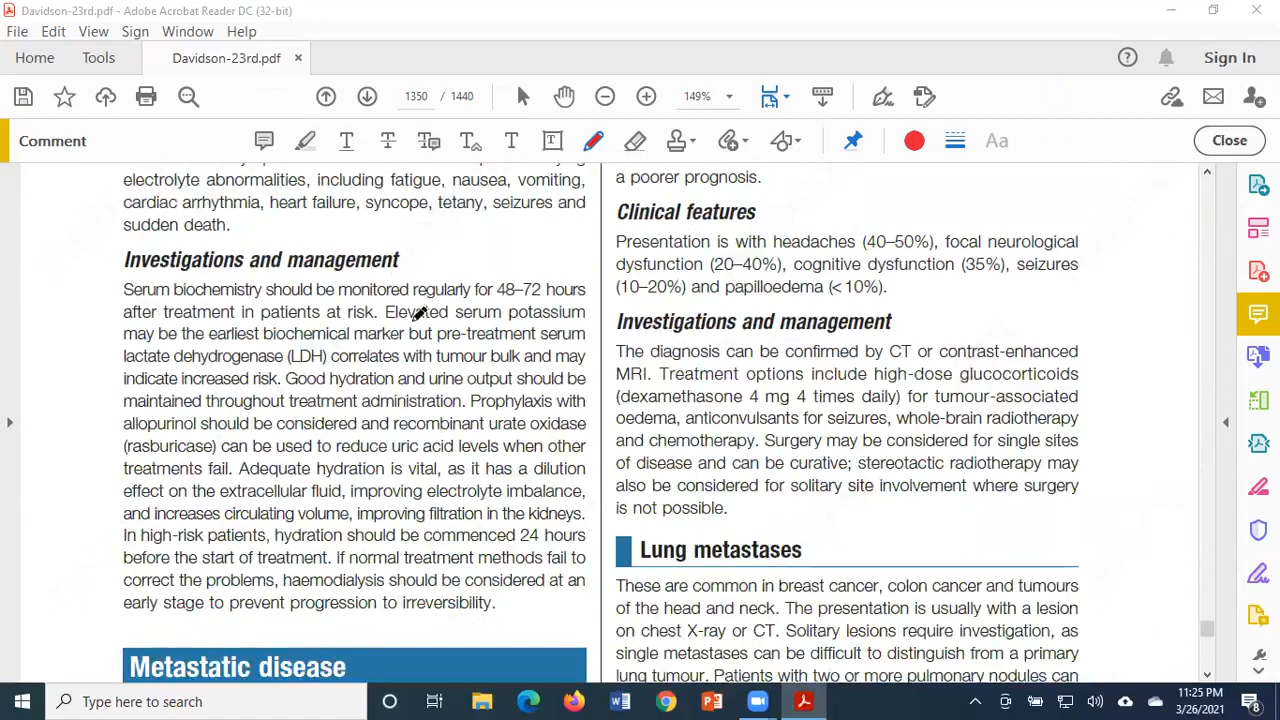 Davidson-23rd.pdf - Adobe Acrobat Reader DC (32-bit)
File Edit View Sign Window Help
Home Tools Davidson-23rd.pdf × Sign In
1350 / 1440 149%
Comment Aa Close
electrolyte abnormalities, including fatigue, nausea, vomiting,
cardiac arrhythmia, heart failure, syncope, tetany, seizures and
sudden death.
Investigations and management
Serum biochemistry should be monitored regularly for 48–72 hours
after treatment in patients at risk. Elevated serum potassium
may be the earliest biochemical marker but pre-treatment serum
lactate dehydrogenase (LDH) correlates with tumour bulk and may
indicate increased risk. Good hydration and urine output should be
maintained throughout treatment administration. Prophylaxis with
allopurinol should be considered and recombinant urate oxidase
(rasburicase) can be used to reduce uric acid levels when other
treatments fail. Adequate hydration is vital, as it has a dilution
effect on the extracellular fluid, improving electrolyte imbalance,
and increases circulating volume, improving filtration in the kidneys.
In high-risk patients, hydration should be commenced 24 hours
before the start of treatment. If normal treatment methods fail to
correct the problems, haemodialysis should be considered at an
early stage to prevent progression to irreversibility.
Metastatic disease
a poorer prognosis.
Clinical features
Presentation is with headaches (40–50%), focal neurological
dysfunction (20–40%), cognitive dysfunction (35%), seizures
(10–20%) and papilloedema (< 10%).
Investigations and management
The diagnosis can be confirmed by CT or contrast-enhanced
MRI. Treatment options include high-dose glucocorticoids
(dexamethasone 4 mg 4 times daily) for tumour-associated
oedema, anticonvulsants for seizures, whole-brain radiotherapy
and chemotherapy. Surgery may be considered for single sites
of disease and can be curative; stereotactic radiotherapy may
also be considered for solitary site involvement where surgery
is not possible.
Lung metastases
These are common in breast cancer, colon cancer and tumours
of the head and neck. The presentation is usually with a lesion
on chest X-ray or CT. Solitary lesions require investigation, as
single metastases can be difficult to distinguish from a primary
lung tumour. Patients with two or more pulmonary nodules can
Type here to search
11:25 PM
3/26/2021
8